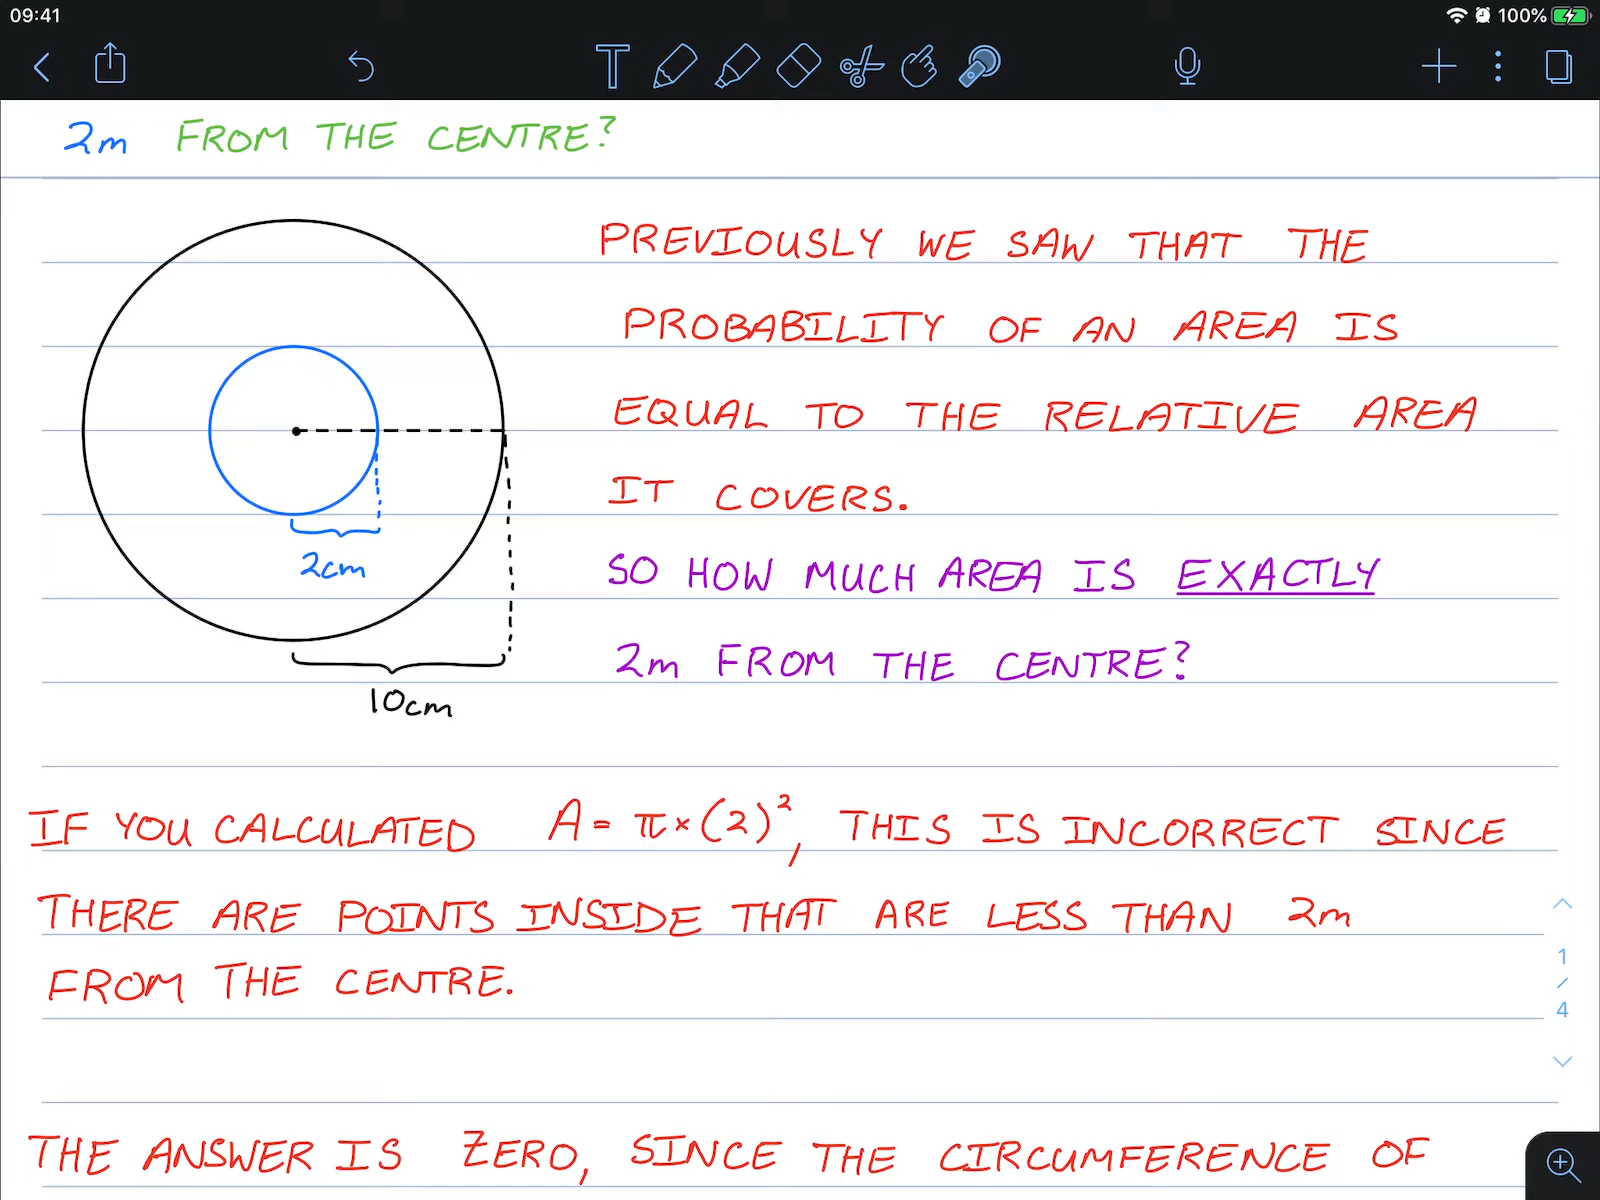 09:41
100%
2m FROM THE CENTRE?
PREVIOUSLY WE SAW THAT THE
PROBABILITY OF AN AREA IS
EQUAL TO THE RELATIVE AREA
IT COVERS.
SO HOW MUCH AREA IS EXACTLY
2m FROM THE CENTRE?
2cm
10cm
IF YOU CALCULATED A = π × (2)², THIS IS INCORRECT SINCE
THERE ARE POINTS INSIDE THAT ARE LESS THAN 2m
FROM THE CENTRE.
1
/
4
THE ANSWER IS ZERO, SINCE THE CIRCUMFERENCE OF